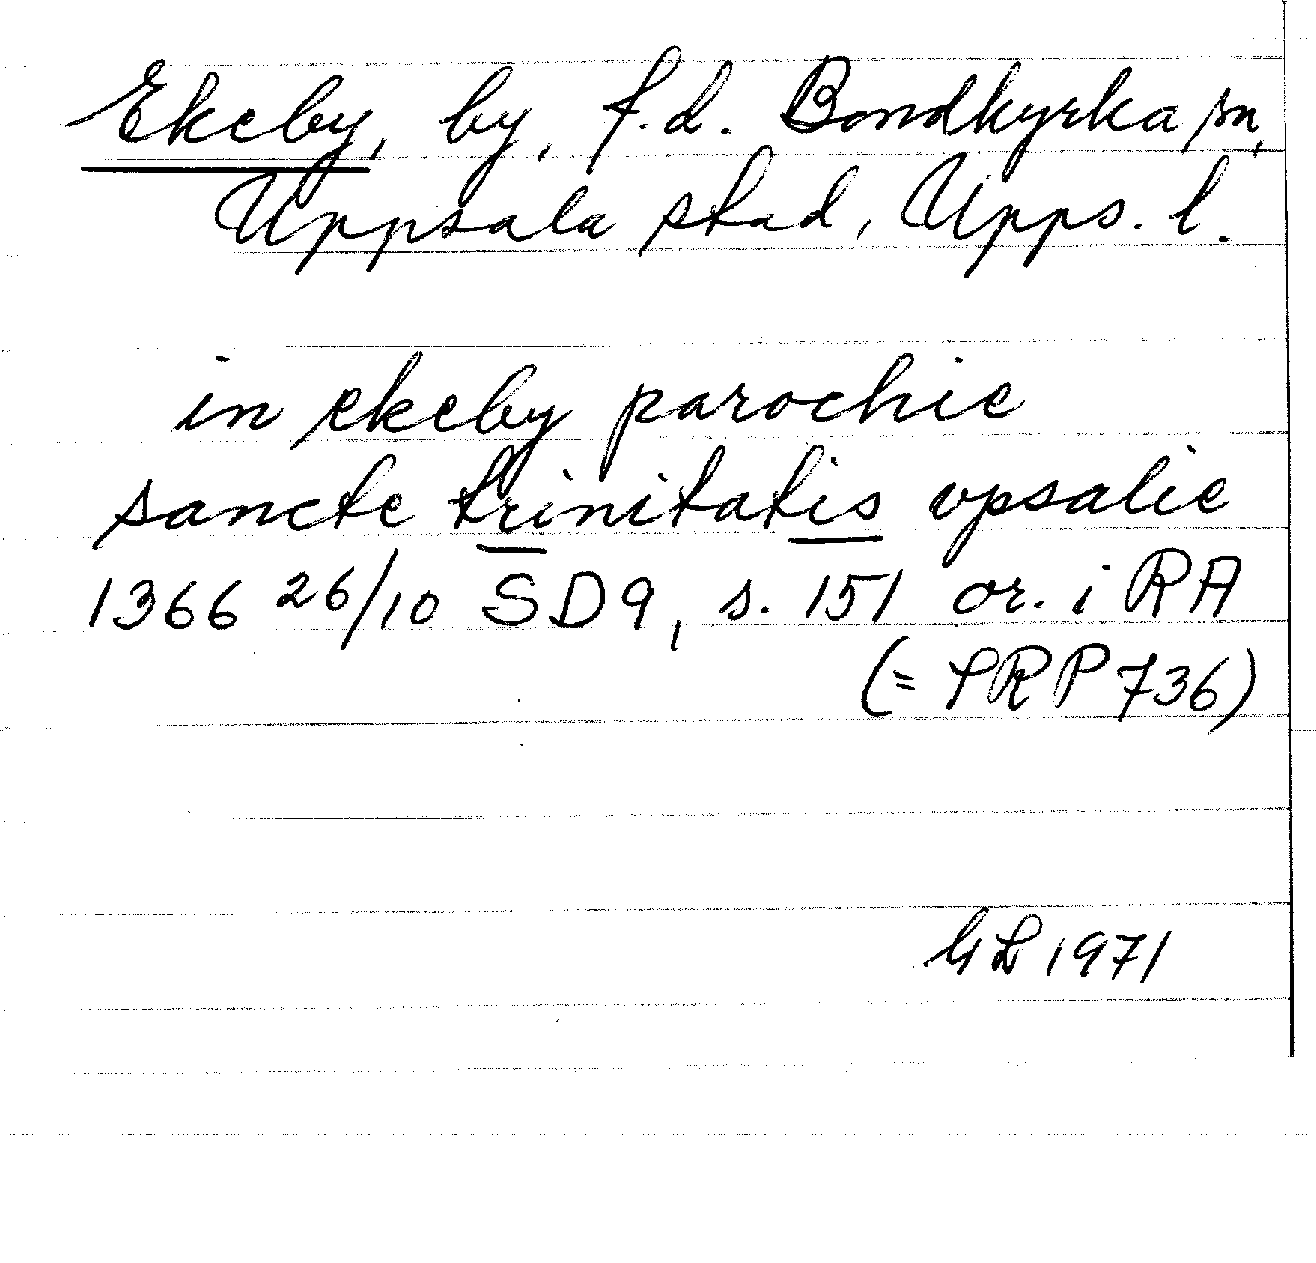 Ekeby, by, f.d. Bondkyrka sn,
Uppsala stad, Upps. l.
in ekeby parochie
sancte trinitatis vpsalie
1366 26/10 SD9, s. 151 or. i RA
(= SRP 736)
GL 1971